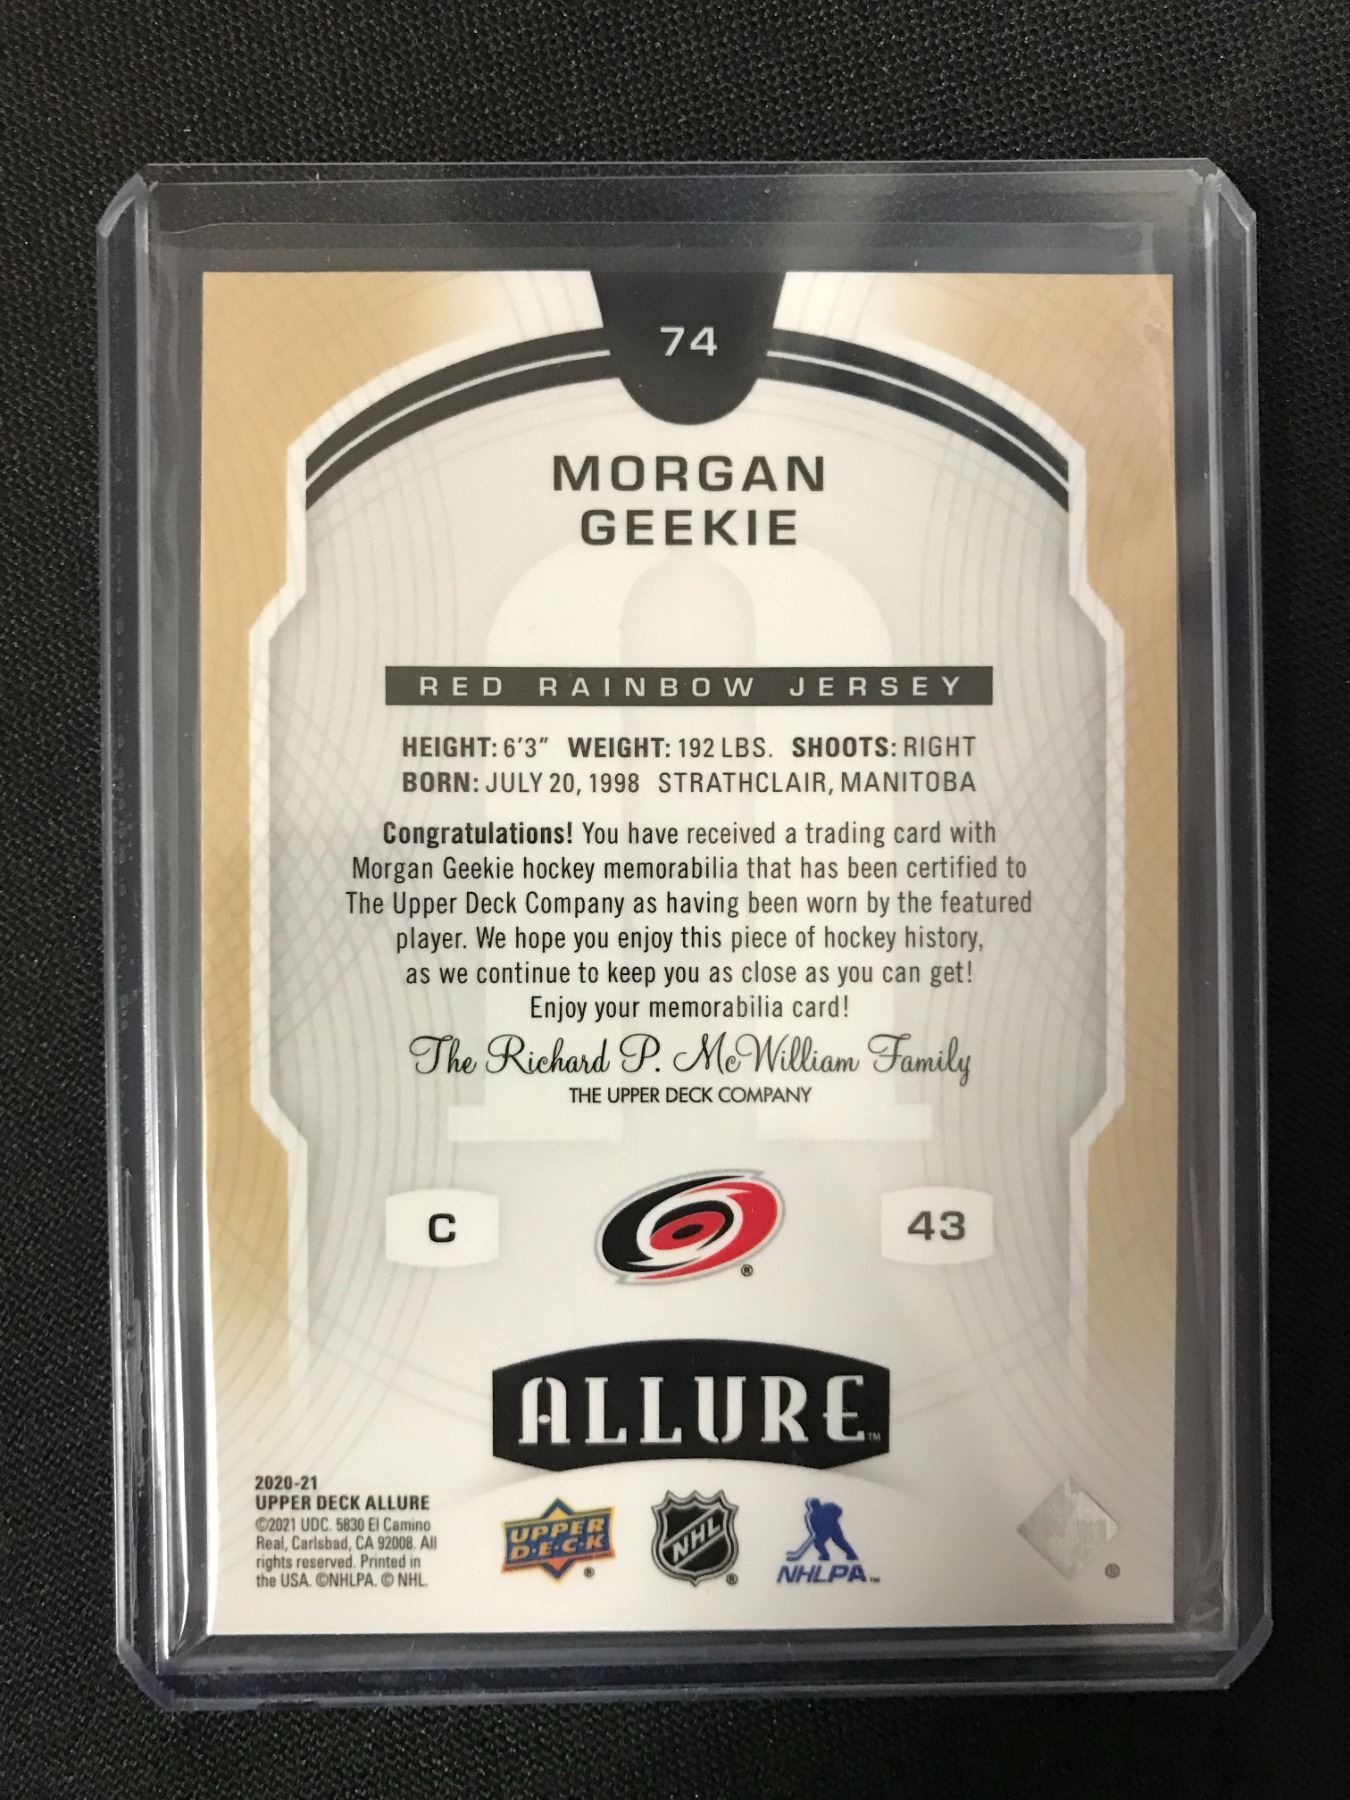 74
MORGAN
GEEKIE
RED RAINBOW JERSEY
HEIGHT: 6'3" WEIGHT: 192 LBS. SHOOTS: RIGHT
BORN: JULY 20, 1998 STRATHCLAIR, MANITOBA
Congratulations! You have received a trading card with
Morgan Geekie hockey memorabilia that has been certified to
The Upper Deck Company as having been worn by the featured
player. We hope you enjoy this piece of hockey history,
as we continue to keep you as close as you can get!
Enjoy your memorabilia card!
The Richard P. McWilliam Family
THE UPPER DECK COMPANY
C
®
43
ALLURE™
2020-21
UPPER DECK ALLURE
©2021 UDC. 5830 El Camino
Real, Carlsbad, CA 92008. All
rights reserved. Printed in
the USA. ©NHLPA. © NHL.
UPPER
D·E·C·K
®
NHL
®
NHLPA™
®